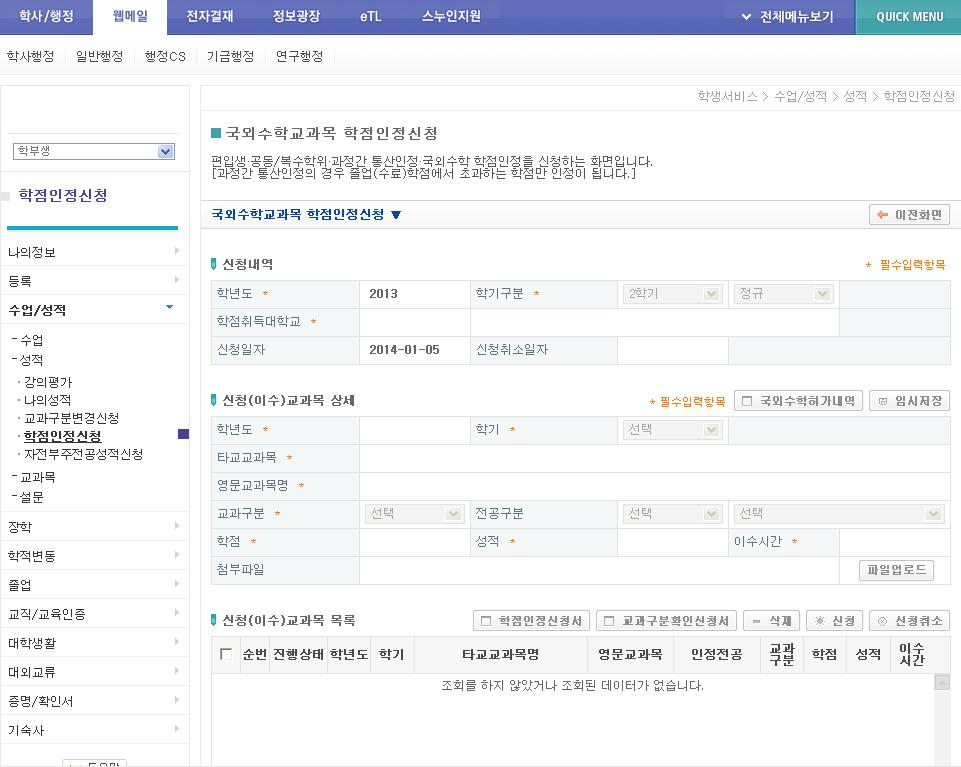 학사/행정 웹메일 전자결재 정보광장 eTL 스누인지원 전체메뉴보기 QUICK MENU
학사행정 일반행정 행정CS 기금행정 연구행정
학생서비스 > 수업/성적 > 성적 > 학점인정신청
학부생
학점인정신청
나의정보
등록
수업/성적
- 수업
- 성적
· 강의평가
· 나의성적
· 교과구분변경신청
· 학점인정신청
· 자전부주전공성적신청
- 교과목
- 설문
장학
학적변동
졸업
교직/교육인증
대학생활
대외교류
증명/확인서
기숙사
국외수학교과목 학점인정신청
편입생·공동/복수학위·과정간 통산인정·국외수학 학점인정을 신청하는 화면입니다.
[과정간 통산인정의 경우 졸업(수료)학점에서 초과하는 학점만 인정이 됩니다.]
국외수학교과목 학점인정신청 ▼ 이전화면
신청내역 * 필수입력항목
학년도 * 2013 학기구분 * 2학기 정규
학점취득대학교 *
신청일자 2014-01-05 신청취소일자
신청(이수)교과목 상세 * 필수입력항목 국외수학허가내역 임시저장
학년도 * 학기 * 선택
타교교과목 *
영문교과목명 *
교과구분 * 선택 전공구분 선택 선택
학점 * 성적 * 이수시간 *
첨부파일 파일업로드
신청(이수)교과목 목록 학점인정신청서 교과구분확인신청서 삭제 신청 신청취소
순번 진행상태 학년도 학기 타교교과목명 영문교과목 인정전공 교과구분 학점 성적 이수시간
조회를 하지 않았거나 조회된 데이터가 없습니다.